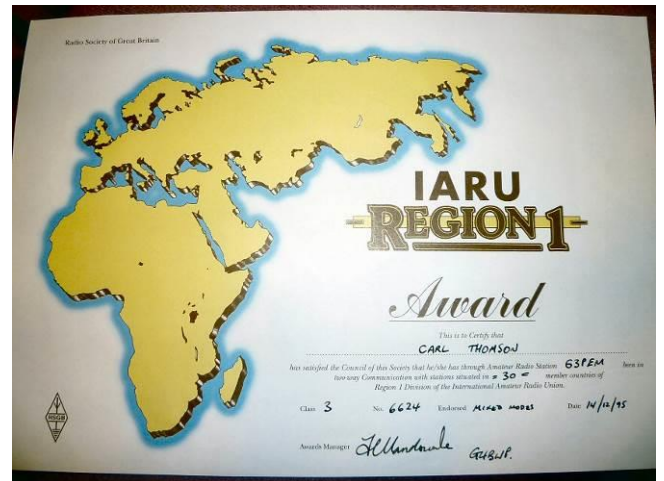 Radio Society of Great Britain
IARU
REGION 1
Award
This is to Certify that
CARL THOMSON
has satisfied the Council of this Society that he/she has through Amateur Radio Station G3PEM been in
two way Communication with stations situated in = 30 = member countries of
Region 1 Division of the International Amateur Radio Union.
Class 3 No. 6624 Endorsed MIXED MODES Date 14/12/95
Awards Manager
RSGB